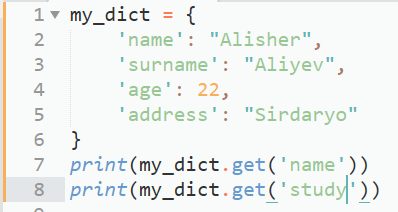 1 my_dict = {
2     'name': "Alisher",
3     'surname': "Aliyev",
4     'age': 22,
5     'address': "Sirdaryo"
6 }
7 print(my_dict.get('name'))
8 print(my_dict.get('study'))